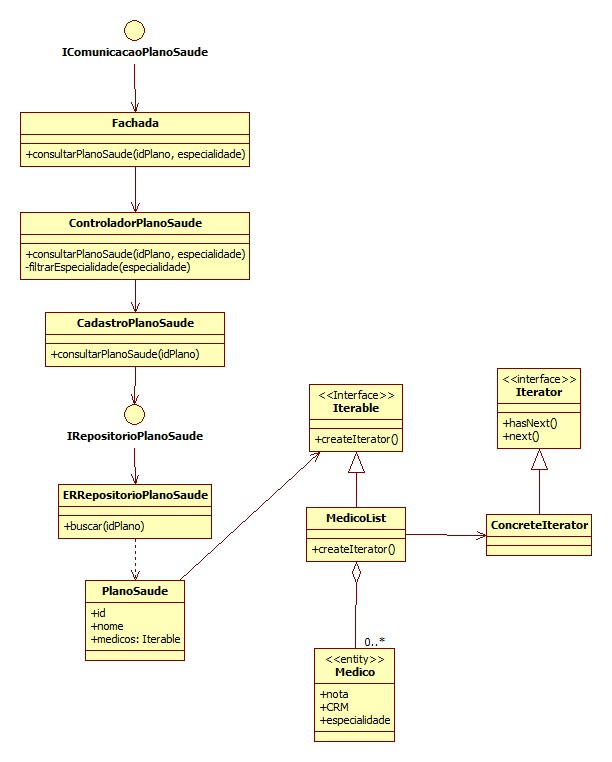 IComunicacaoPlanoSaude
Fachada
+consultarPlanoSaude(idPlano, especialidade)
ControladorPlanoSaude
+consultarPlanoSaude(idPlano, especialidade)
-filtrarEspecialidade(especialidade)
CadastroPlanoSaude
+consultarPlanoSaude(idPlano)
IRepositorioPlanoSaude
ERRepositorioPlanoSaude
+buscar(idPlano)
PlanoSaude
+id
+nome
+medicos: Iterable
<<Interface>>
Iterable
+createIterator()
MedicoList
+createIterator()
0..*
<<entity>>
Medico
+nota
+CRM
+especialidade
<<interface>>
Iterator
+hasNext()
+next()
ConcreteIterator